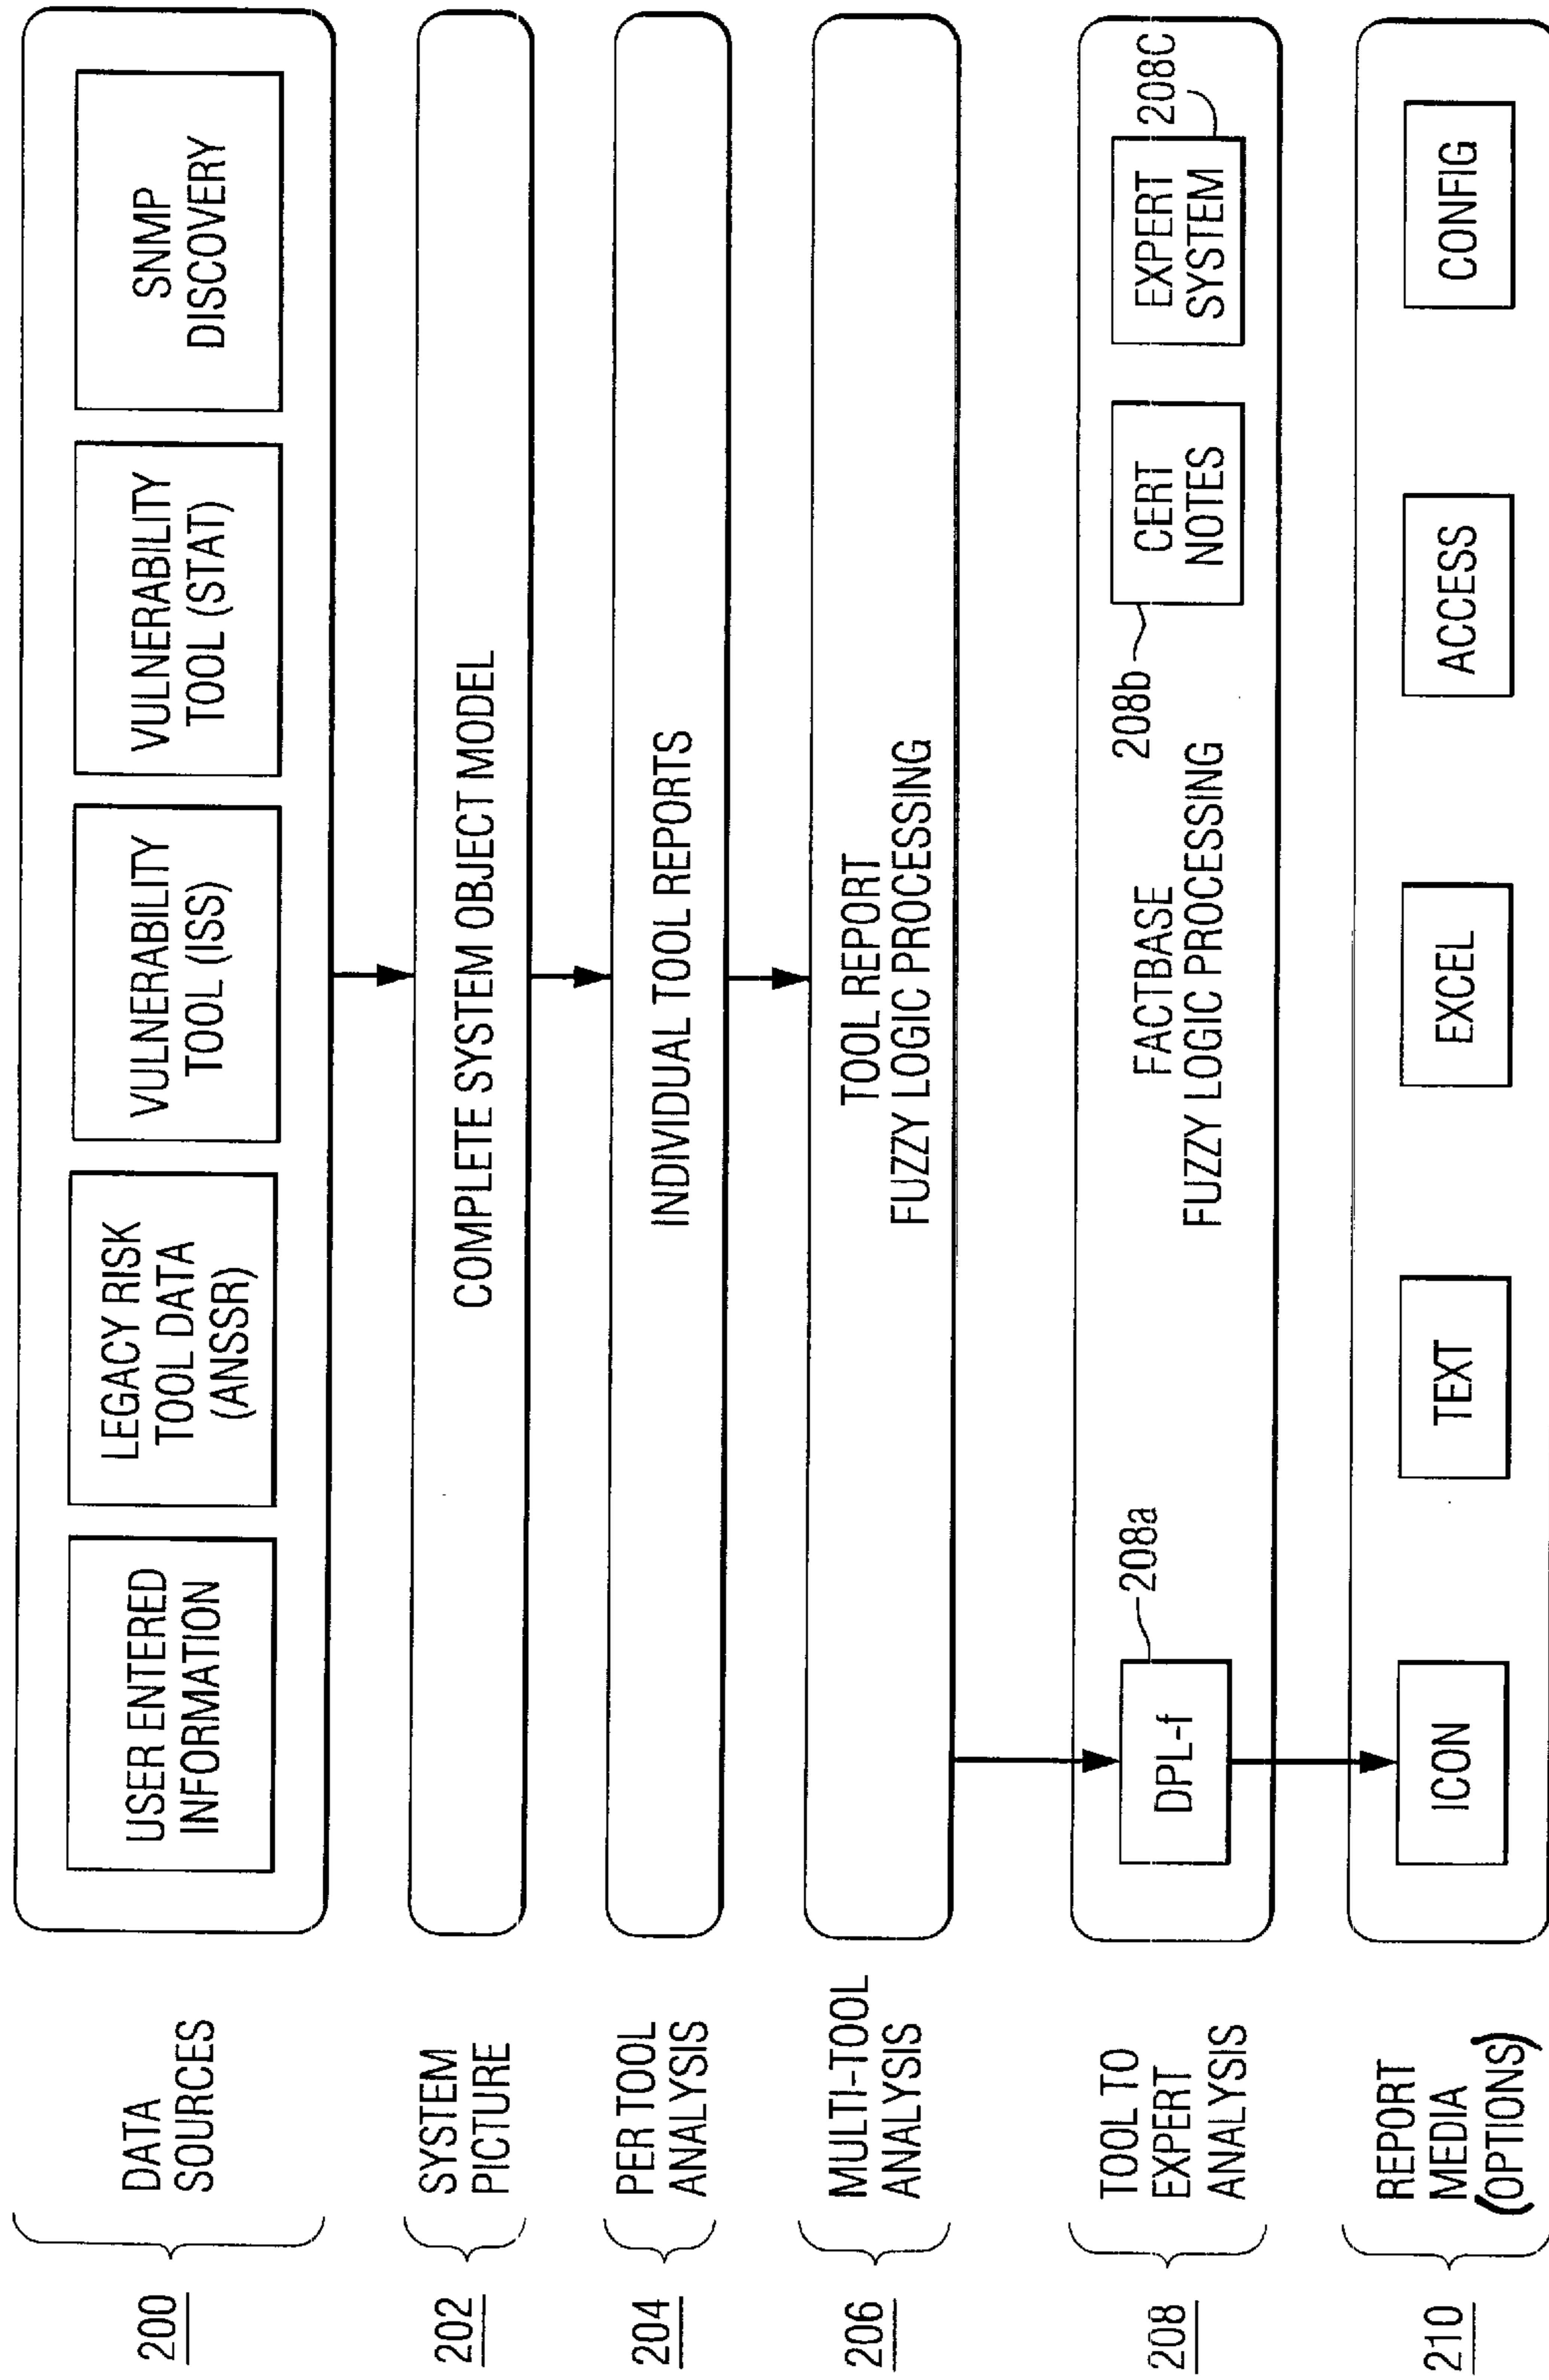 200
DATA
SOURCES
USER ENTERED
INFORMATION
LEGACY RISK
TOOL DATA
(ANSSR)
VULNERABILITY
TOOL (ISS)
VULNERABILITY
TOOL (STAT)
SNMP
DISCOVERY
202
SYSTEM
PICTURE
COMPLETE SYSTEM OBJECT MODEL
204
PER TOOL
ANALYSIS
INDIVIDUAL TOOL REPORTS
206
MULTI-TOOL
ANALYSIS
TOOL REPORT
FUZZY LOGIC PROCESSING
208
TOOL TO
EXPERT
ANALYSIS
DPL-f
208a
FACTBASE
FUZZY LOGIC PROCESSING
208b
CERT
NOTES
EXPERT
SYSTEM
208C
210
REPORT
MEDIA
(OPTIONS)
ICON
TEXT
EXCEL
ACCESS
CONFIG